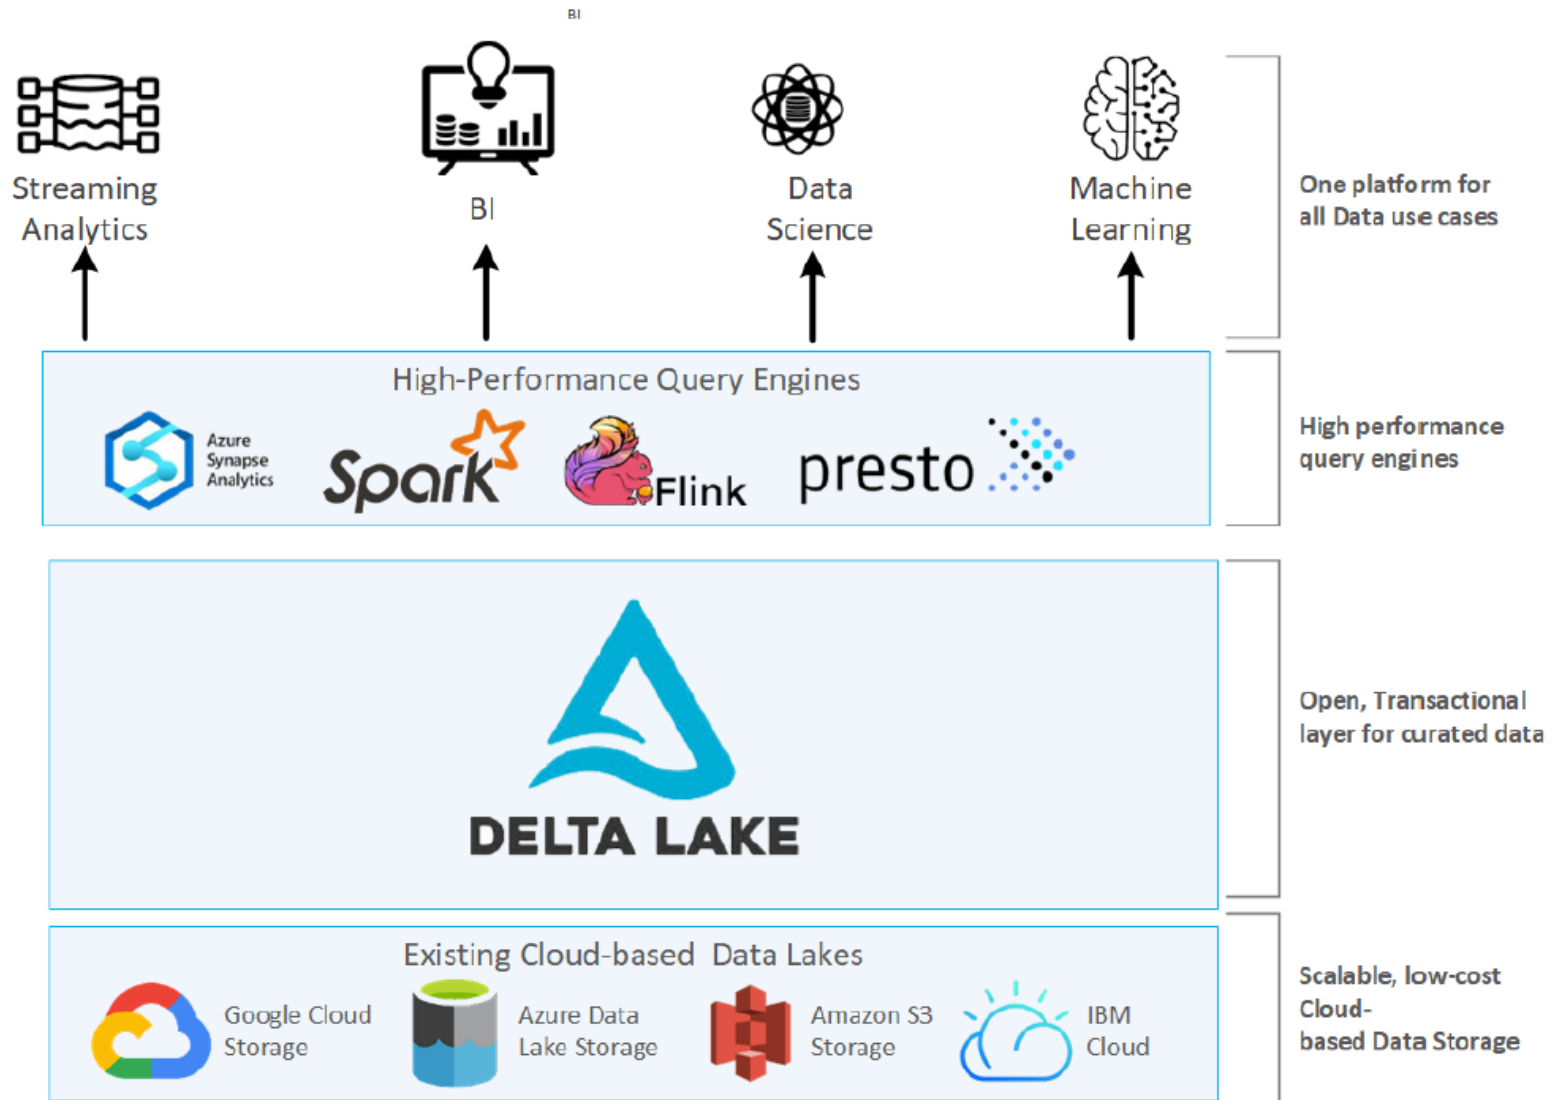 BI
Streaming
Analytics
BI
Data
Science
Machine
Learning
One platform for
all Data use cases
High-Performance Query Engines
Azure
Synapse
Analytics
Spark
Flink
presto
High performance
query engines
DELTA LAKE
Open, Transactional
layer for curated data
Existing Cloud-based Data Lakes
Google Cloud
Storage
Azure Data
Lake Storage
Amazon S3
Storage
IBM
Cloud
Scalable, low-cost
Cloud-
based Data Storage